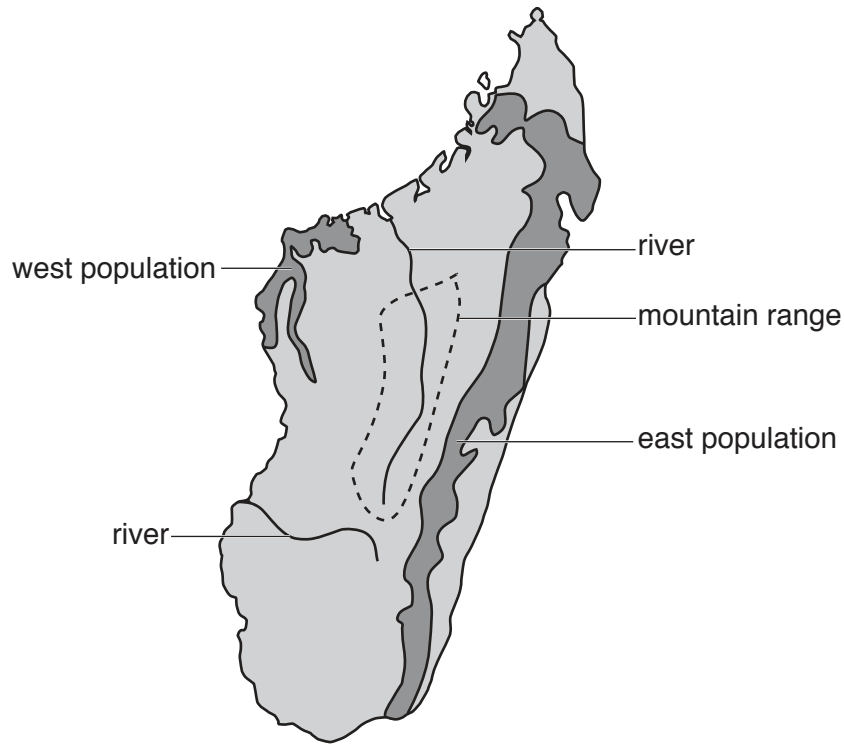 river
west population
mountain range
east population
river